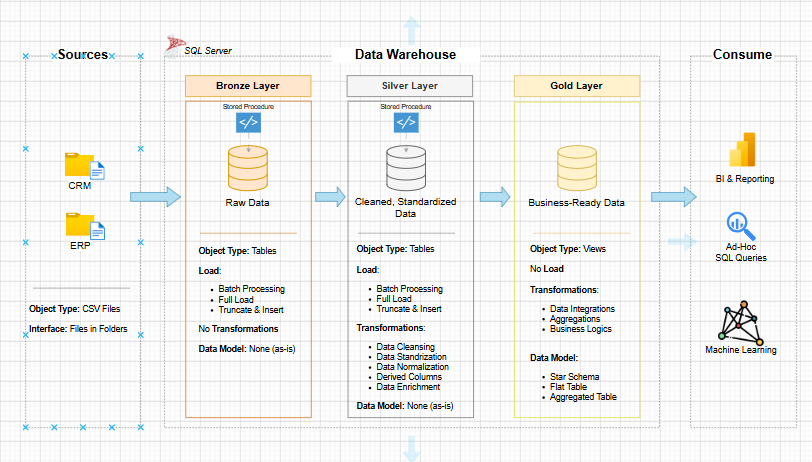 Sources
CRM
ERP
Object Type: CSV Files
Interface: Files in Folders
SQL Server
Data Warehouse
Bronze Layer
Stored Procedure
</>
Raw Data
Object Type: Tables
Load:
• Batch Processing
• Full Load
• Truncate & Insert
No Transformations
Data Model: None (as-is)
Silver Layer
Stored Procedure
</>
Cleaned, Standardized
Data
Object Type: Tables
Load:
• Batch Processing
• Full Load
• Truncate & Insert
Transformations:
• Data Cleansing
• Data Standrization
• Data Normalization
• Derived Columns
• Data Enrichment
Data Model: None (as-is)
Gold Layer
Business-Ready Data
Object Type: Views
No Load
Transformations:
• Data Integrations
• Aggregations
• Business Logics
Data Model:
• Star Schema
• Flat Table
• Aggregated Table
Consume
BI & Reporting
Ad-Hoc
SQL Queries
Machine Learning